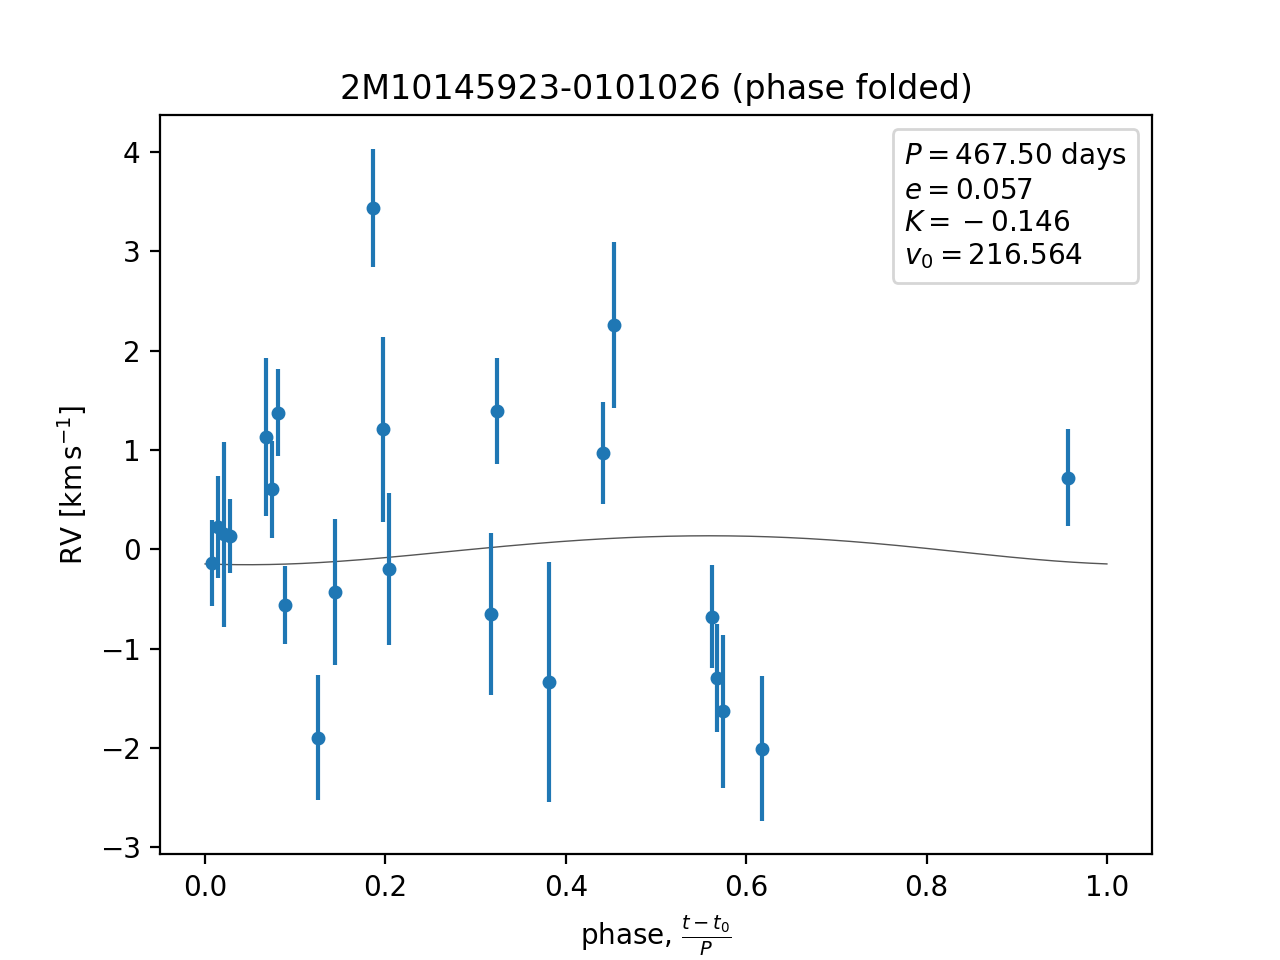 2M10145923-0101026 (phase folded)
P = 467.50 days
e = 0.057
K = −0.146
v₀ = 216.564
RV [km s⁻¹]
4
3
2
1
0
−1
−2
−3
0.0 0.2 0.4 0.6 0.8 1.0
phase, (t − t₀)/P